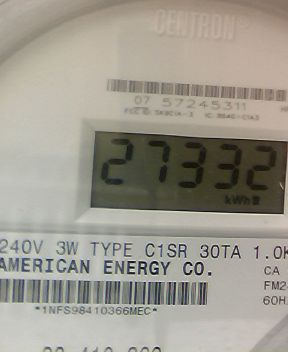 CENTRON®
07 57245311
27332
kWh
240V 3W TYPE C1SR 30TA 1.0K
AMERICAN ENERGY CO.
CA
FM2
60H
*1NFS98410366MEC*